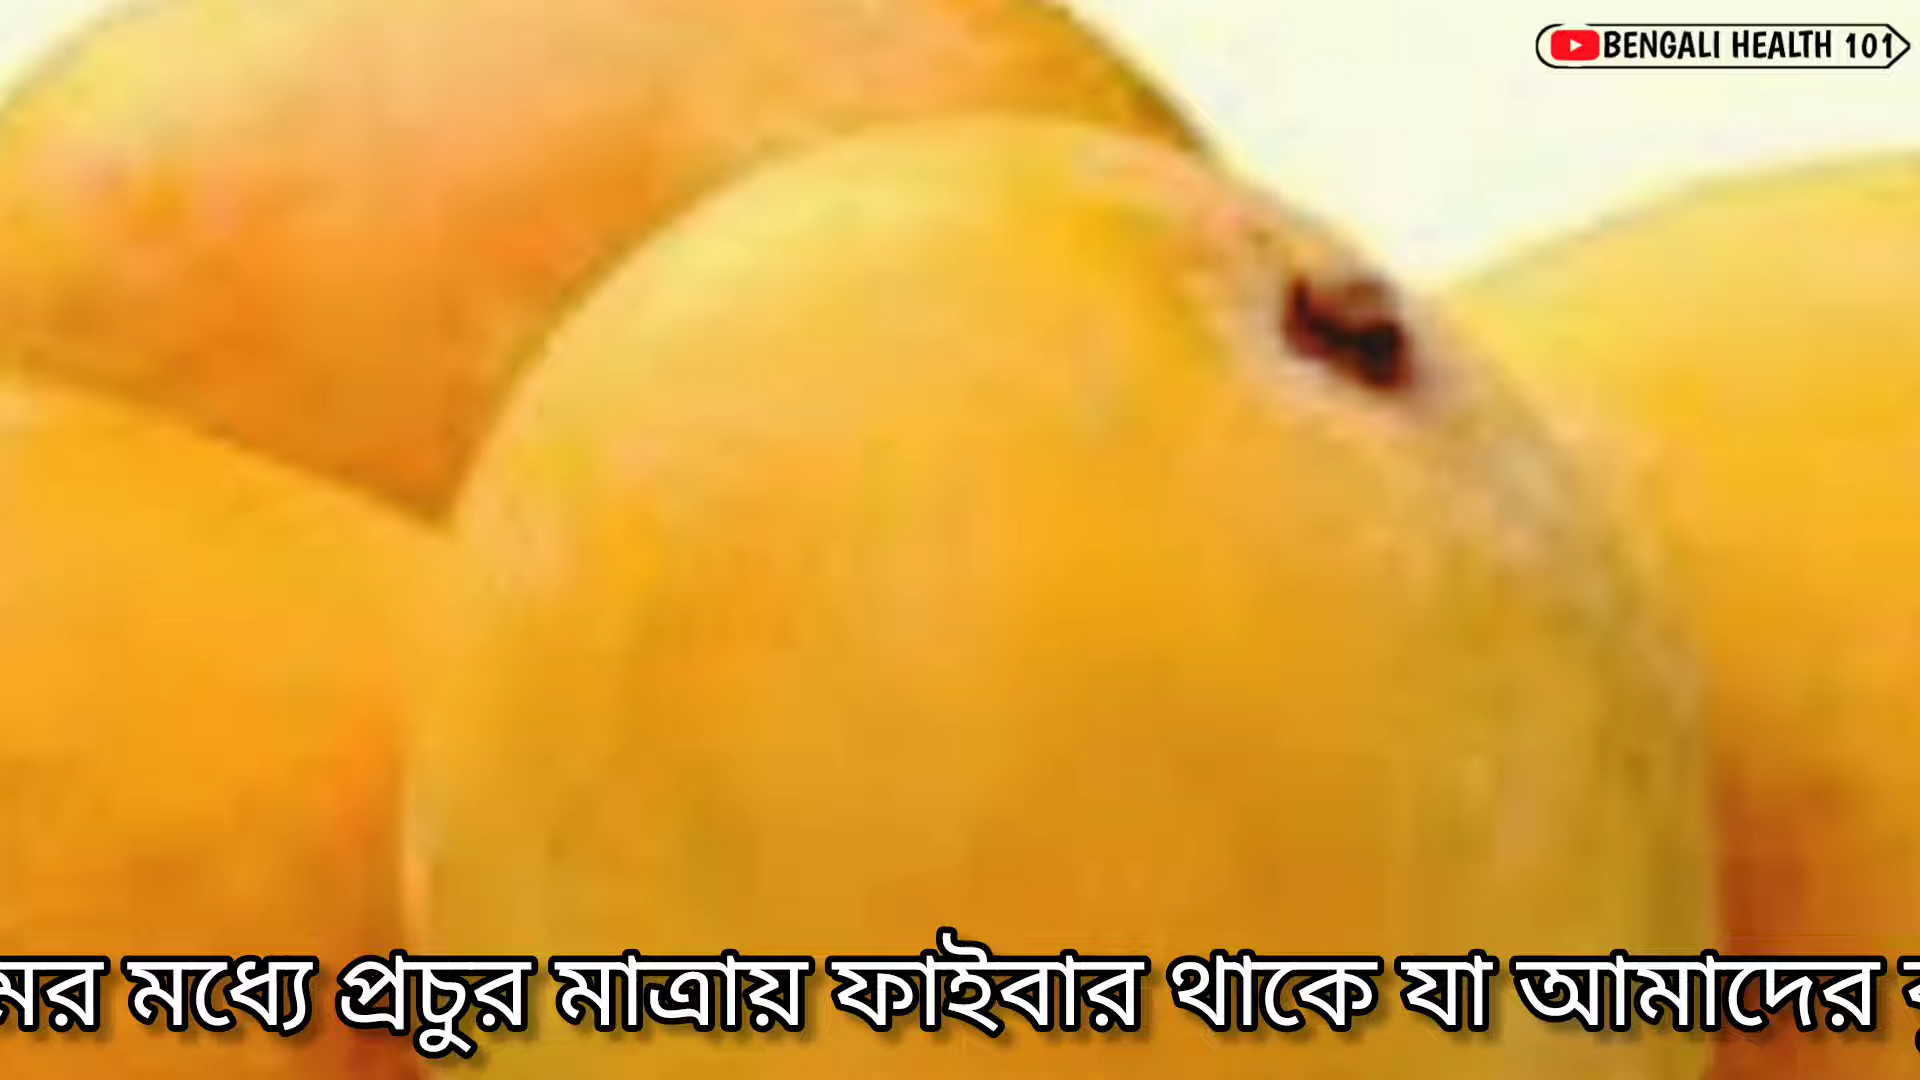 BENGALI HEALTH 101
মধ্যে প্রচুর মাত্রায় ফাইবার থাকে যা আমাদের